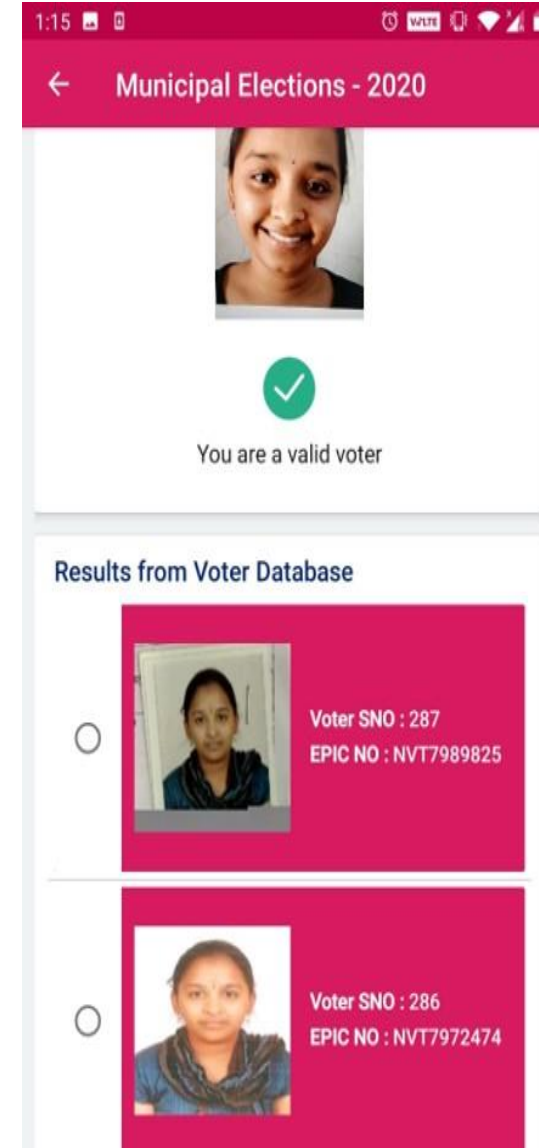 1:15
VoLTE
Municipal Elections - 2020
You are a valid voter
Results from Voter Database
Voter SNO : 287
EPIC NO : NVT7989825
Voter SNO : 286
EPIC NO : NVT7972474